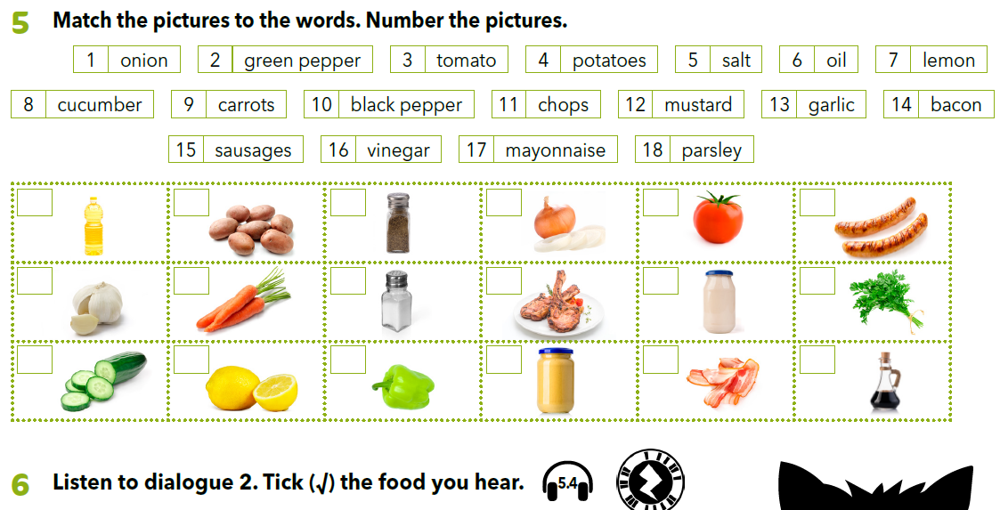 5 Match the pictures to the words. Number the pictures.
1 onion 2 green pepper 3 tomato 4 potatoes 5 salt 6 oil 7 lemon
8 cucumber 9 carrots 10 black pepper 11 chops 12 mustard 13 garlic 14 bacon
15 sausages 16 vinegar 17 mayonnaise 18 parsley
6 Listen to dialogue 2. Tick (√) the food you hear. 5.4